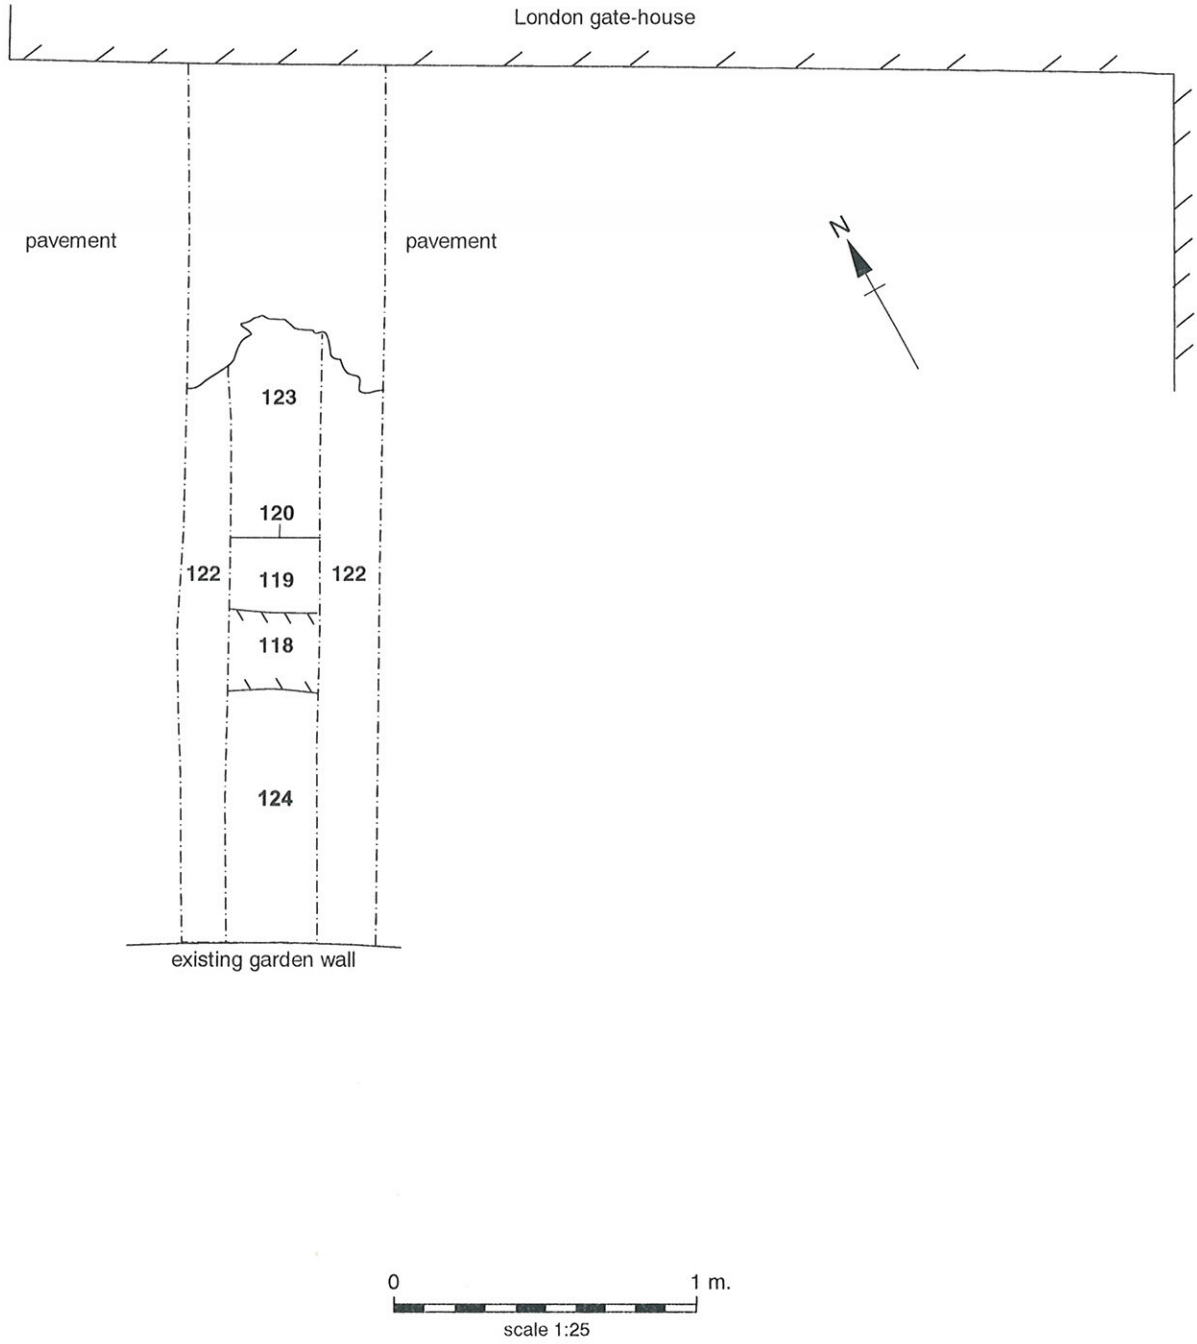 London gate-house
N
pavement
pavement
123
120
122
119
122
118
124
existing garden wall
0 1 m.
scale 1:25